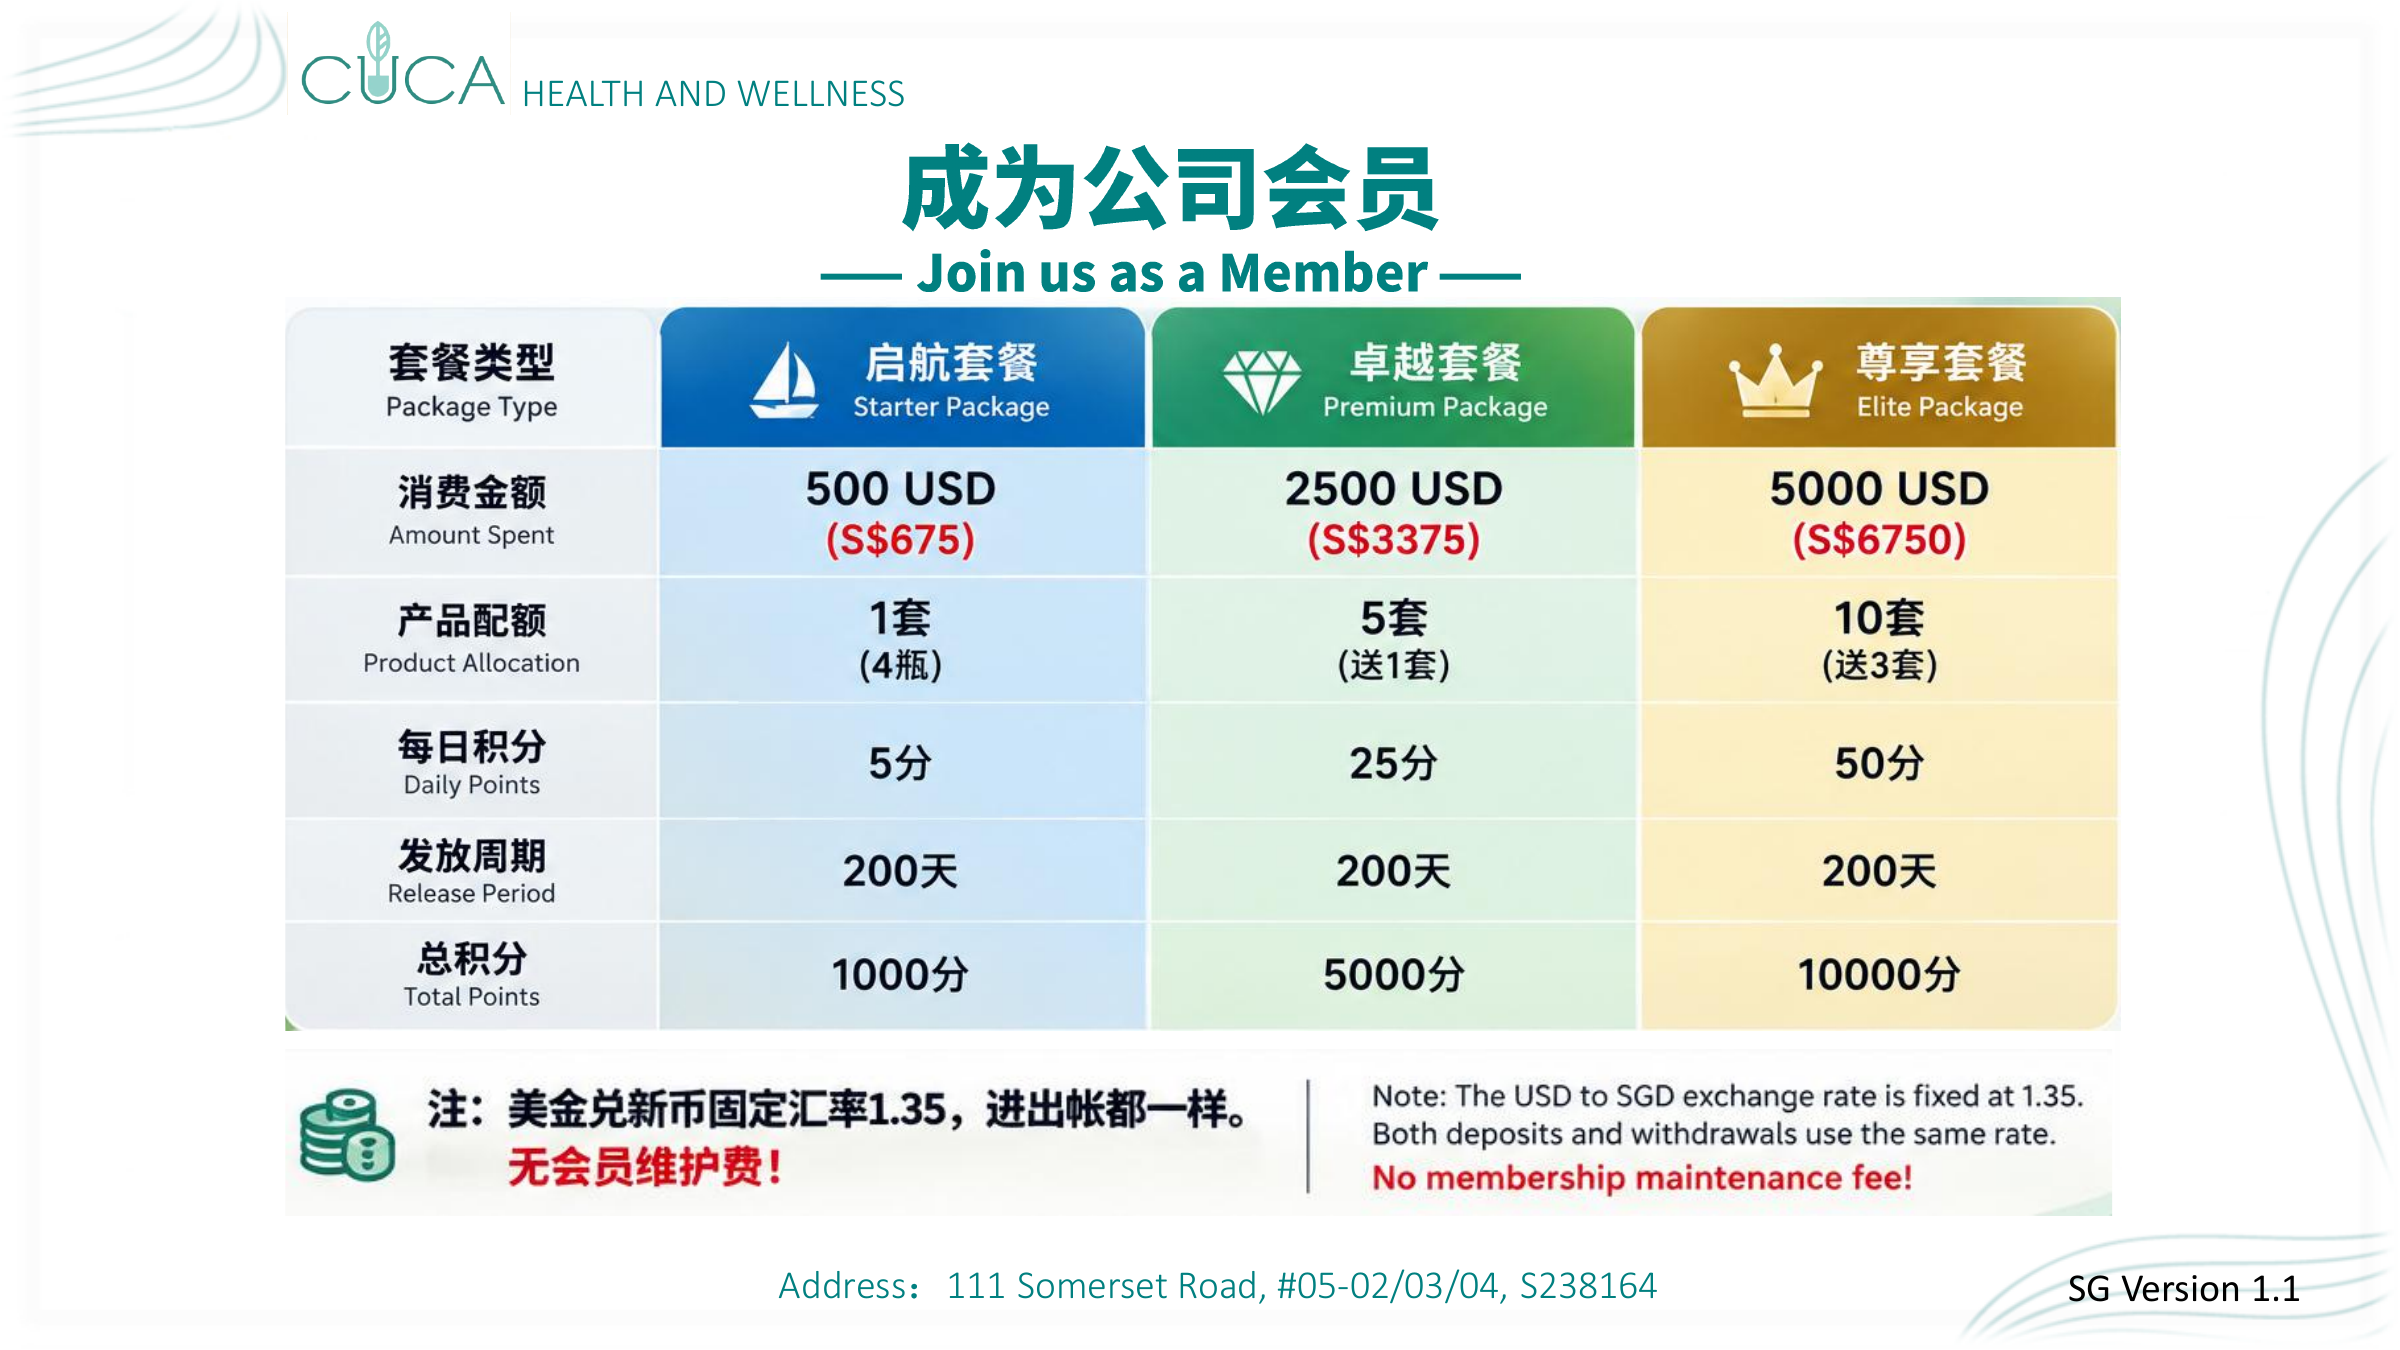 CUCA HEALTH AND WELLNESS
成为公司会员
Join us as a Member
套餐类型
Package Type
启航套餐
Starter Package
卓越套餐
Premium Package
尊享套餐
Elite Package
消费金额
Amount Spent
500 USD
(S$675)
2500 USD
(S$3375)
5000 USD
(S$6750)
产品配额
Product Allocation
1套
(4瓶)
5套
(送1套)
10套
(送3套)
每日积分
Daily Points
5分
25分
50分
发放周期
Release Period
200天
200天
200天
总积分
Total Points
1000分
5000分
10000分
注：美金兑新币固定汇率1.35，进出帐都一样。
无会员维护费！
Note: The USD to SGD exchange rate is fixed at 1.35.
Both deposits and withdrawals use the same rate.
No membership maintenance fee!
Address： 111 Somerset Road, #05-02/03/04, S238164
SG Version 1.1